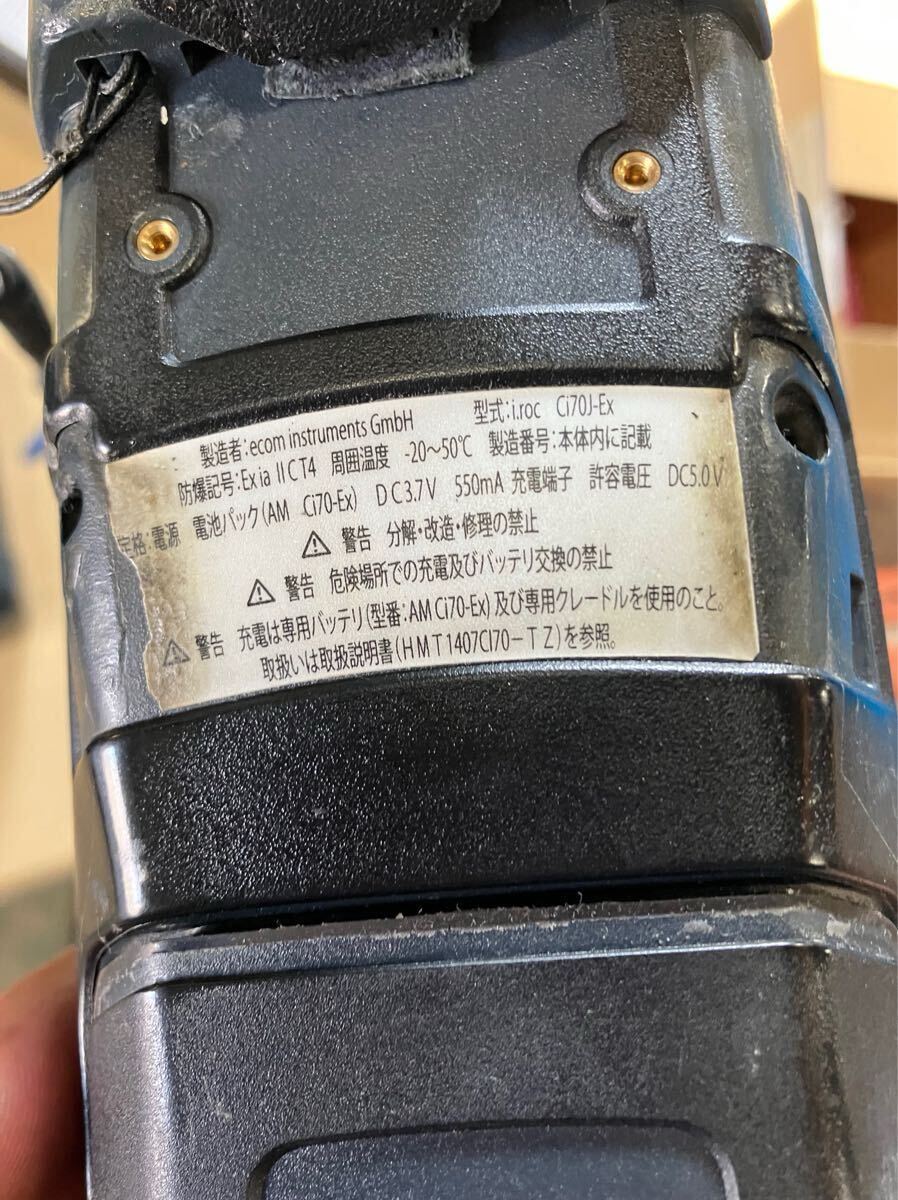 製造者:ecom instruments GmbH 型式:i.roc Ci70J-Ex
防爆記号:Ex ia IICT4 周囲温度 -20～50℃ 製造番号:本体内に記載
定格:電源 電池パック(AM Ci70-Ex) DC3.7V 550mA 充電端子 許容電圧 DC5.0V
⚠ 警告 分解・改造・修理の禁止
⚠ 警告 危険場所での充電及びバッテリ交換の禁止
⚠ 警告 充電は専用バッテリ(型番:AM Ci70-Ex)及び専用クレードルを使用のこと。
取扱いは取扱説明書(HMT1407CI70-TZ)を参照。